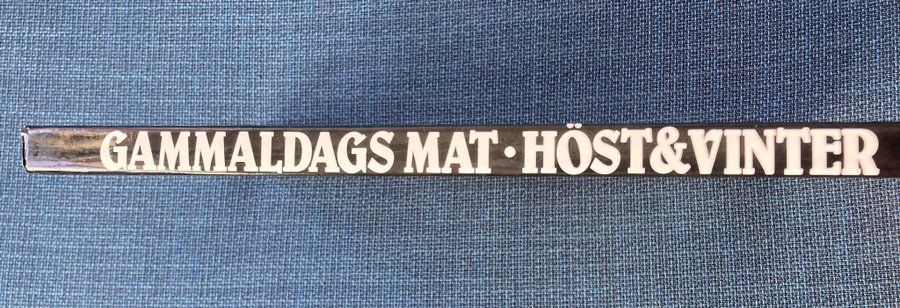 GAMMALDAGS MAT · HÖST & VINTER